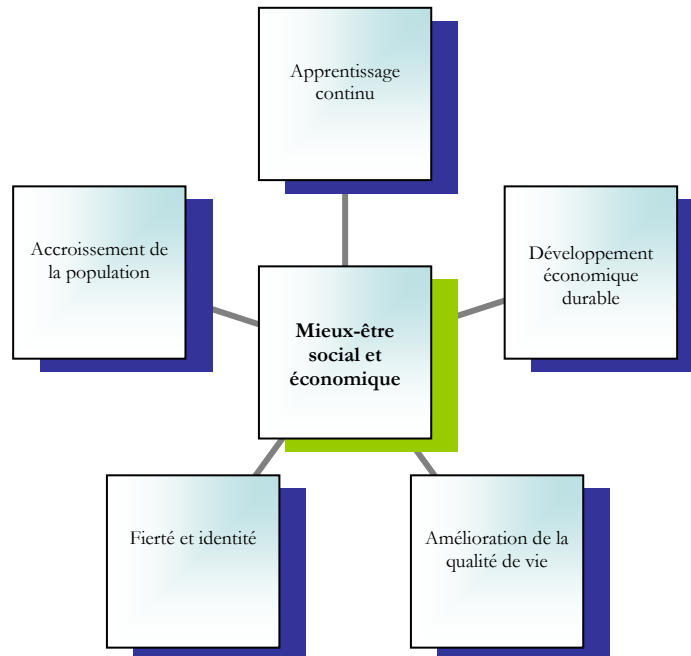 Apprentissage
continu
Accroissement de
la population
Développement
économique
durable
Mieux-être
social et
économique
Fierté et identité
Amélioration de la
qualité de vie